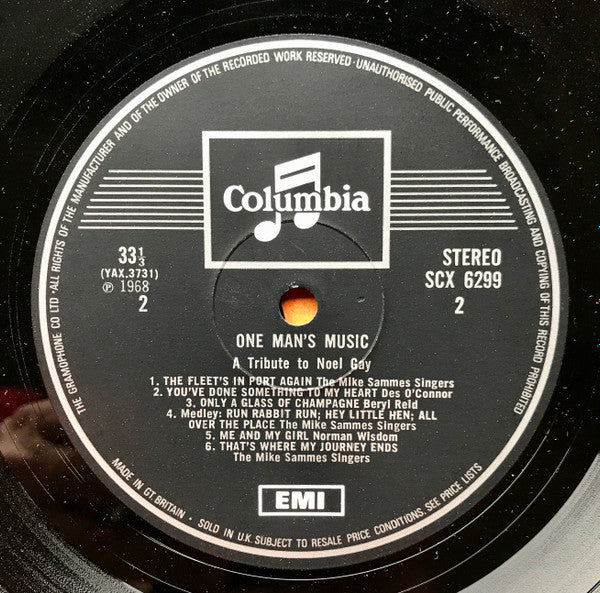 THE GRAMOPHONE CO LTD · ALL RIGHTS OF THE MANUFACTURER AND OF THE OWNER OF THE RECORDED WORK RESERVED · UNAUTHORISED PUBLIC PERFORMANCE BROADCASTING AND COPYING OF THIS RECORD PROHIBITED
Columbia
33⅓
(YAX.3731)
℗ 1968
2
STEREO
SCX 6299
2
ONE MAN'S MUSIC
A Tribute to Noel Gay
1. THE FLEET'S IN PORT AGAIN The Mike Sammes Singers
2. YOU'VE DONE SOMETHING TO MY HEART Des O'Connor
3. ONLY A GLASS OF CHAMPAGNE Beryl Reid
4. Medley: RUN RABBIT RUN; HEY LITTLE HEN; ALL
OVER THE PLACE The Mike Sammes Singers
5. ME AND MY GIRL Norman Wisdom
6. THAT'S WHERE MY JOURNEY ENDS
The Mike Sammes Singers
EMI
MADE IN GT. BRITAIN · SOLD IN U.K. SUBJECT TO RESALE PRICE CONDITIONS, SEE PRICE LISTS